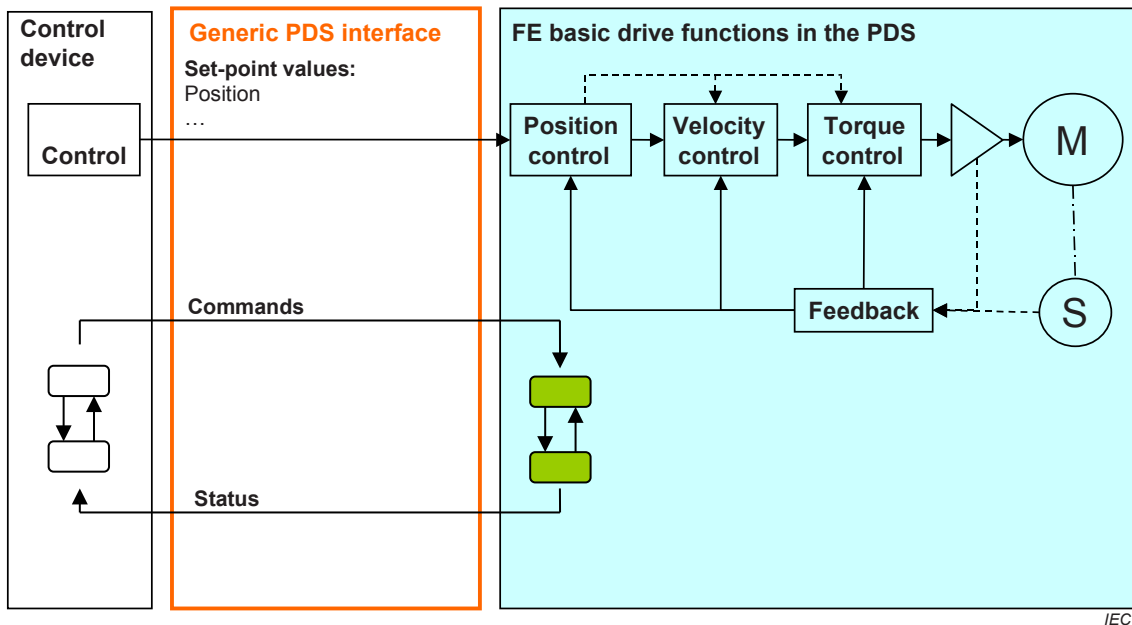 Control
device
Generic PDS interface
FE basic drive functions in the PDS
Set-point values:
Position
…
Control
Position
control
Velocity
control
Torque
control
M
Commands
Feedback
S
Status
IEC